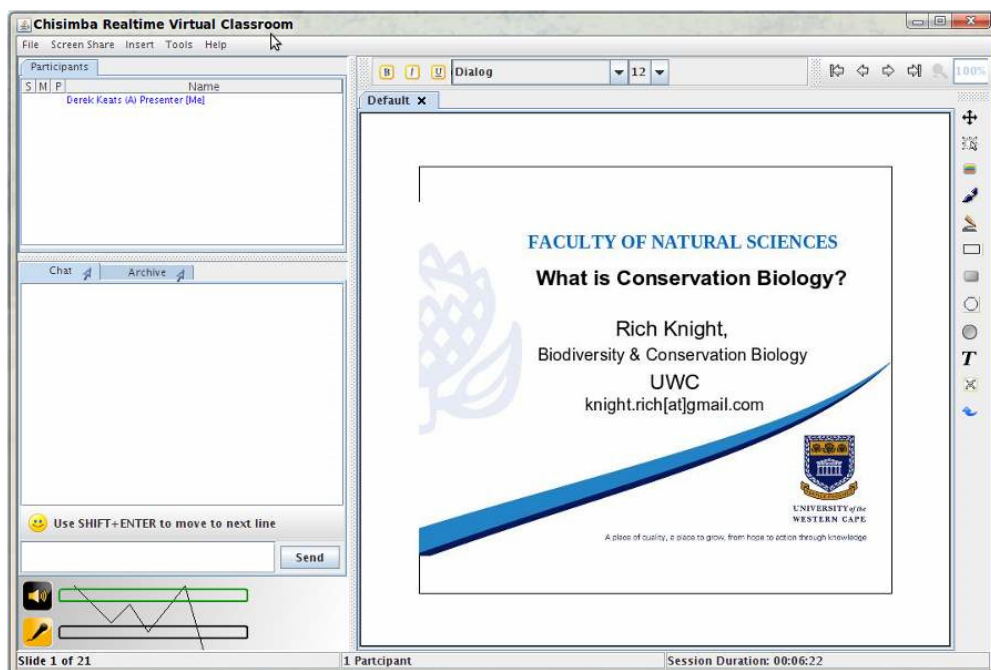 Chisimba Realtime Virtual Classroom
File Screen Share Insert Tools Help
Participants
S M P Name
Derek Keats (A) Presenter [Me]
Chat
Archive
Use SHIFT+ENTER to move to next line
Send
B I U Dialog 12 100%
Default
FACULTY OF NATURAL SCIENCES
What is Conservation Biology?
Rich Knight,
Biodiversity & Conservation Biology
UWC
knight.rich[at]gmail.com
UNIVERSITY of the
WESTERN CAPE
A place of quality, a place to grow, from hope to action through knowledge
T
Slide 1 of 21
1 Partcipant
Session Duration: 00:06:22